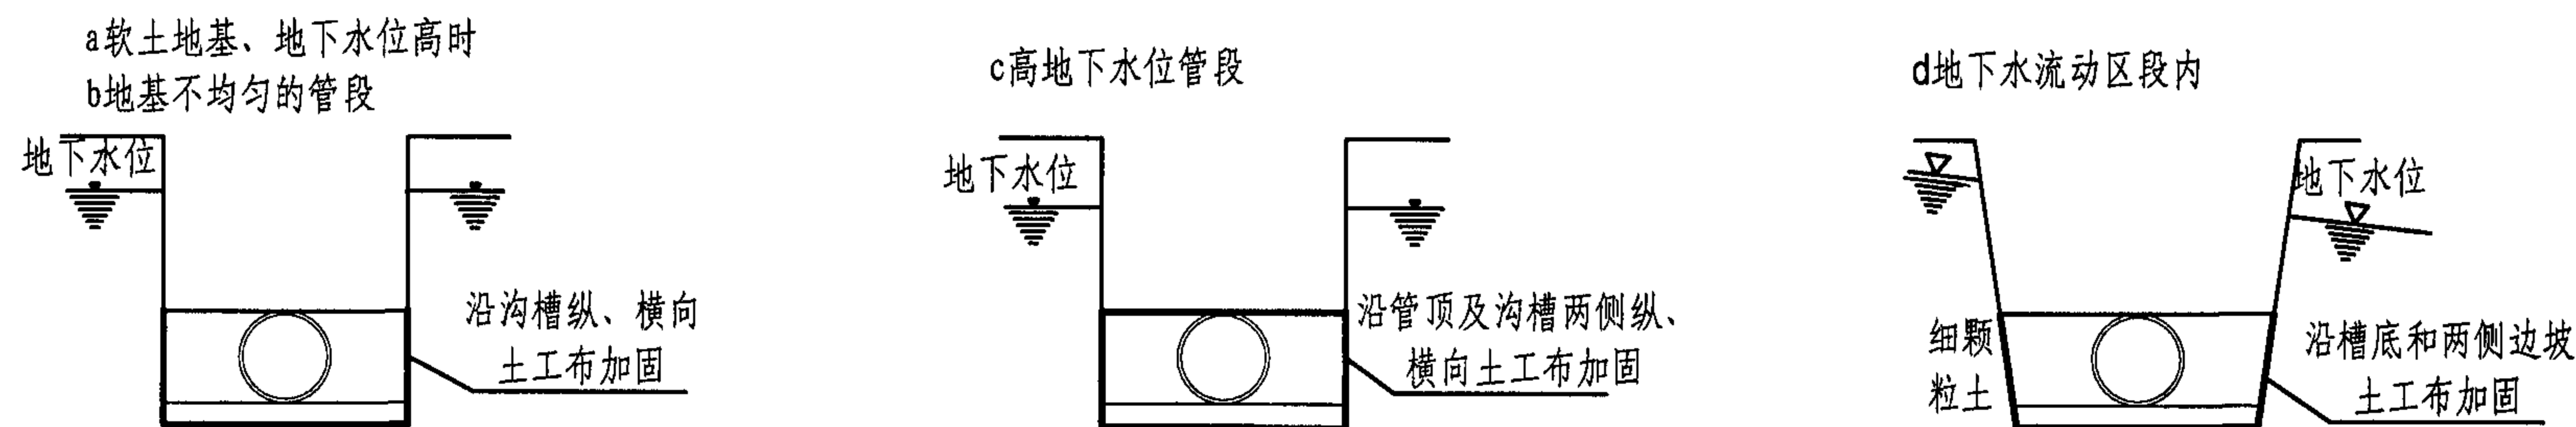 a软土地基、地下水位高时
b地基不均匀的管段
地下水位
沿沟槽纵、横向
土工布加固
c高地下水位管段
地下水位
沿管顶及沟槽两侧纵、
横向土工布加固
d地下水流动区段内
地下水位
细颗
粒土
沿槽底和两侧边坡
土工布加固